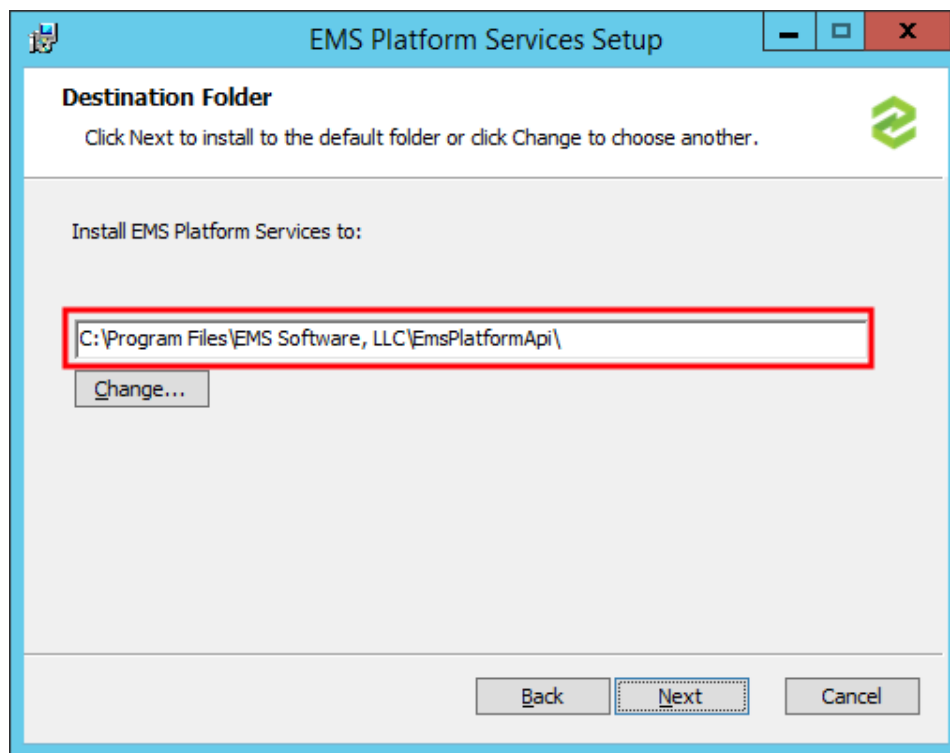 EMS Platform Services Setup
Destination Folder
Click Next to install to the default folder or click Change to choose another.
Install EMS Platform Services to:
C:\Program Files\EMS Software, LLC\EmsPlatformApi\
Change...
Back Next Cancel